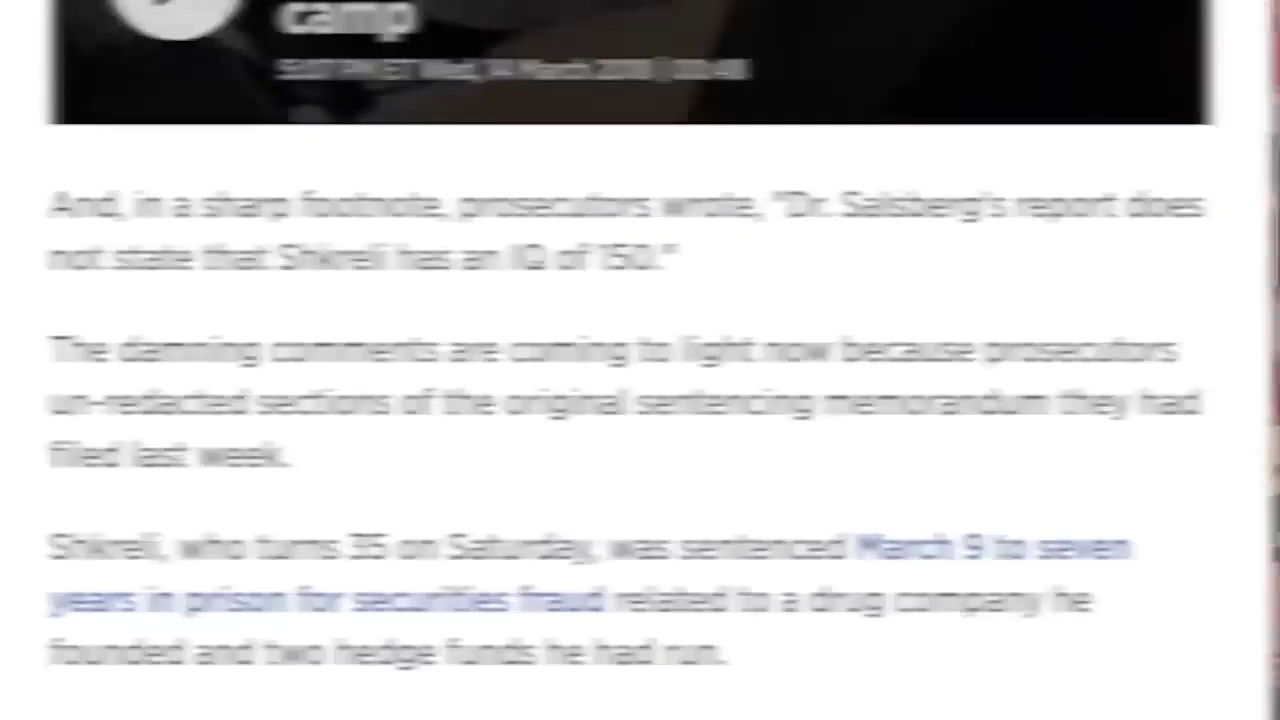 camp
And, in a sharp footnote, prosecutors wrote, "Dr. Salsberg's report does
not state that Shkreli has an IQ of 150."
The damning comments are coming to light now because prosecutors
un-redacted sections of the original sentencing memorandum they had
filed last week.
Shkreli, who turns 35 on Saturday, was sentenced March 9 to seven
years in prison for securities fraud related to a drug company he
founded and two hedge funds he had run.